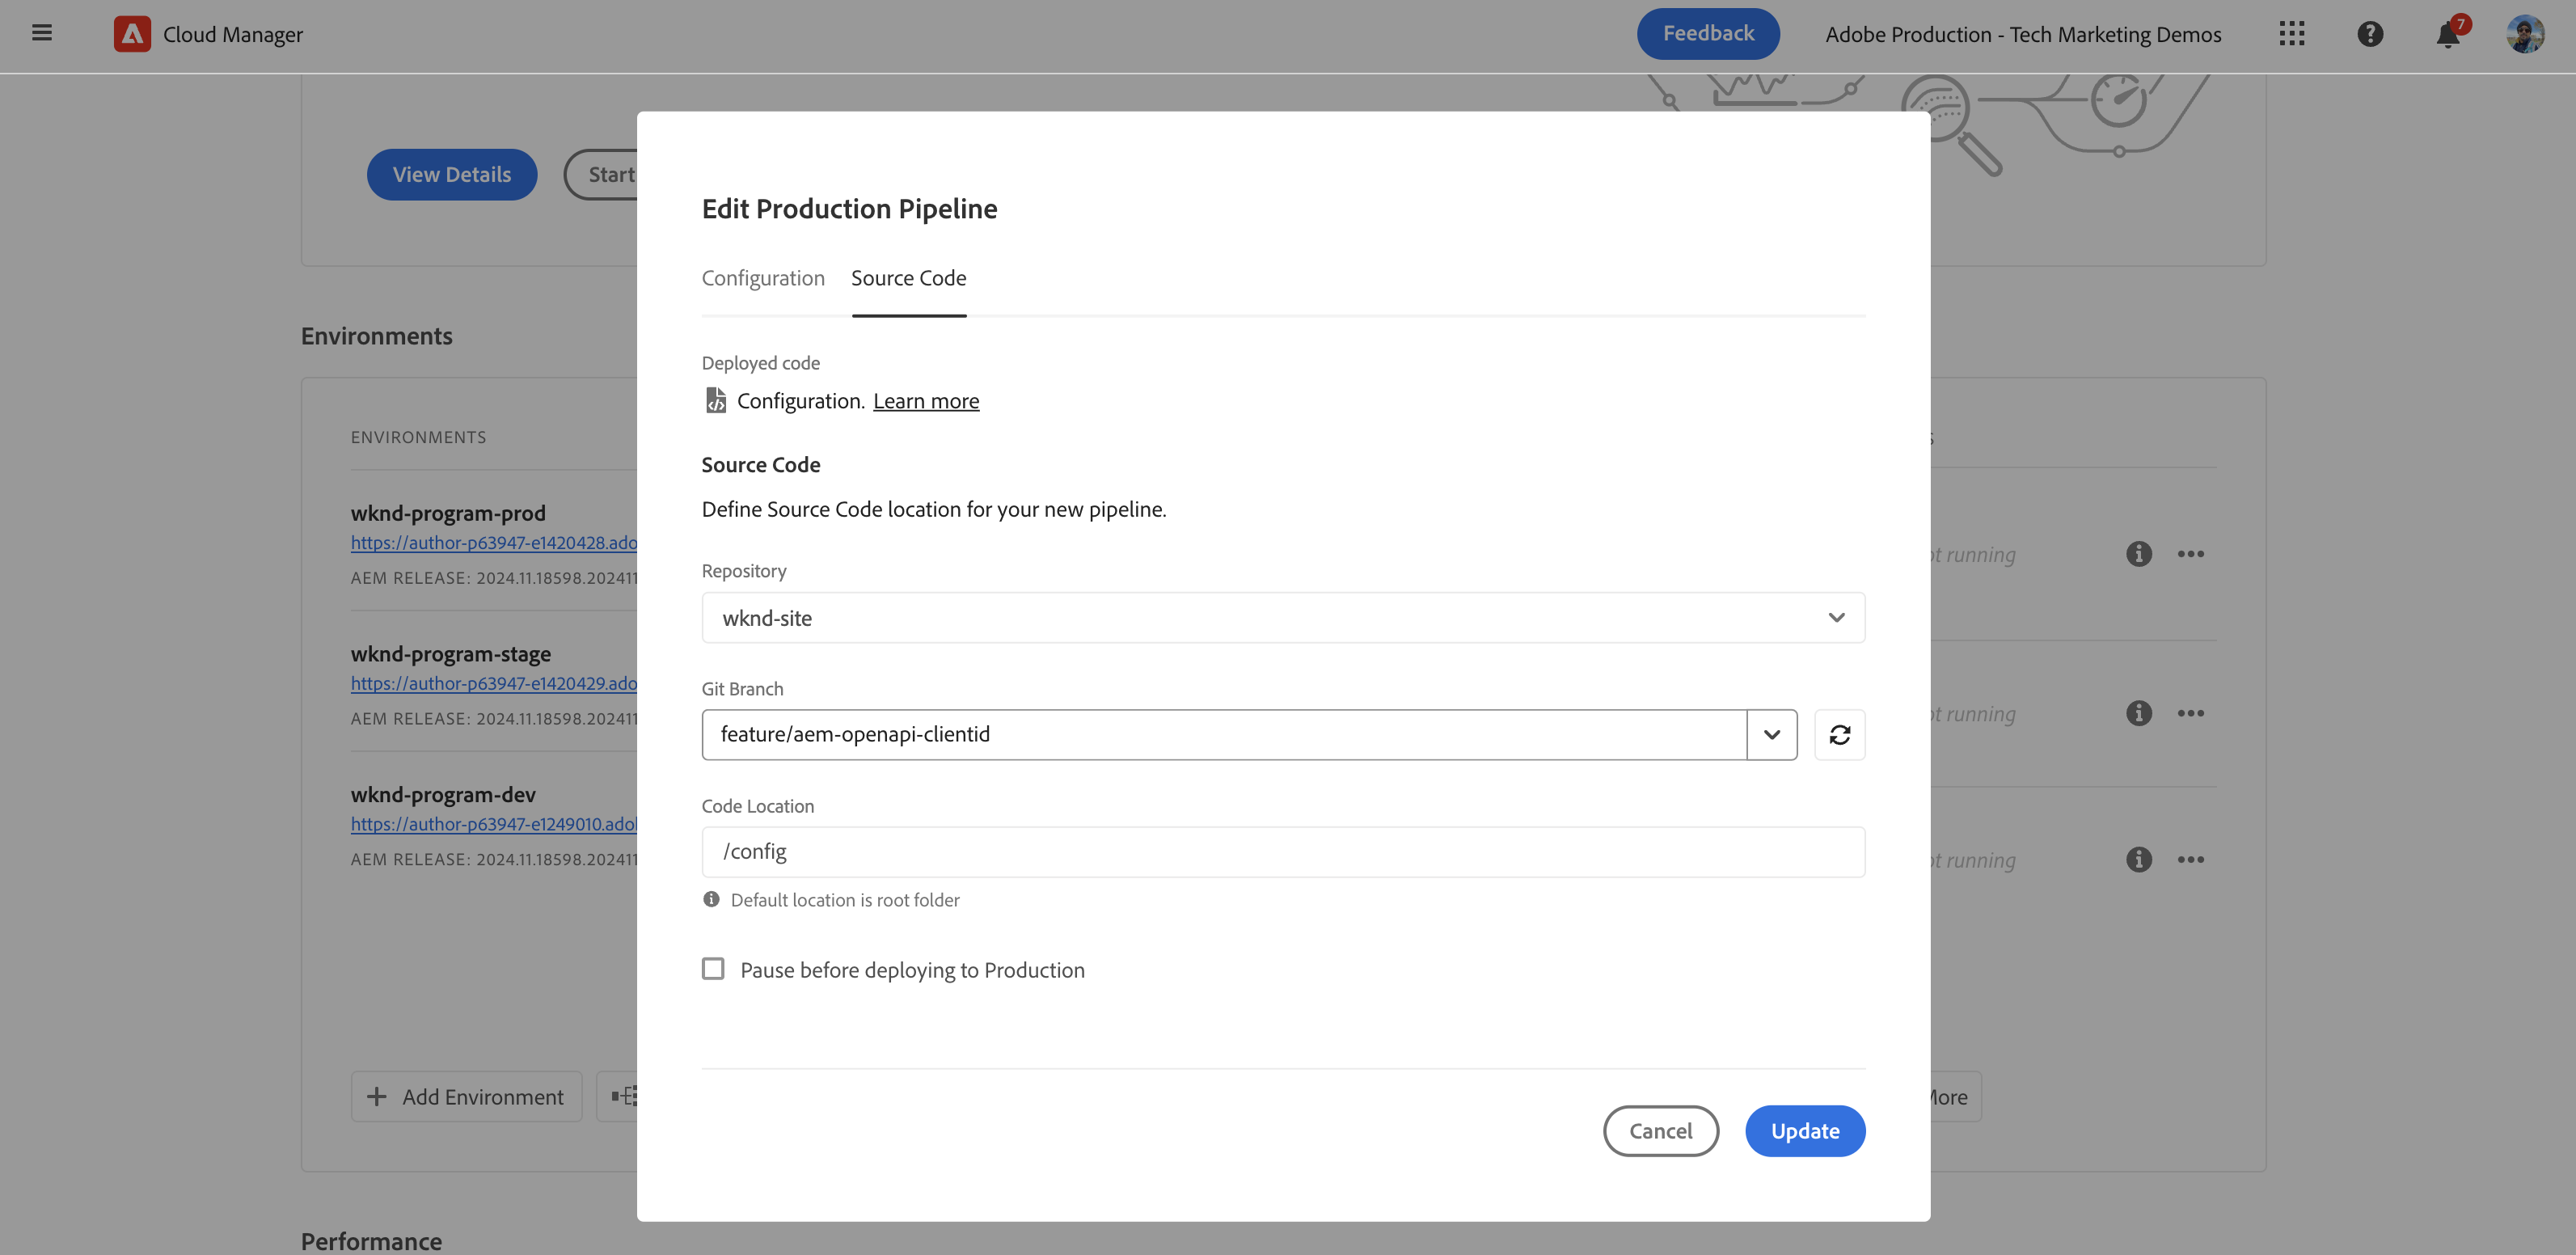 Cloud Manager
Feedback
Adobe Production - Tech Marketing Demos
7
View Details
Start
Environments
ENVIRONMENTS
wknd-program-prod
https://author-p63947-e1420428.ado
AEM RELEASE: 2024.11.18598.202411
wknd-program-stage
https://author-p63947-e1420429.ado
AEM RELEASE: 2024.11.18598.202411
wknd-program-dev
https://author-p63947-e1249010.adol
AEM RELEASE: 2024.11.18598.202411
Add Environment
Performance
Edit Production Pipeline
Configuration Source Code
Deployed code
Configuration. Learn more
Source Code
Define Source Code location for your new pipeline.
Repository
wknd-site
Git Branch
feature/aem-openapi-clientid
Code Location
/config
Default location is root folder
Pause before deploying to Production
Cancel
Update
running
running
running
More